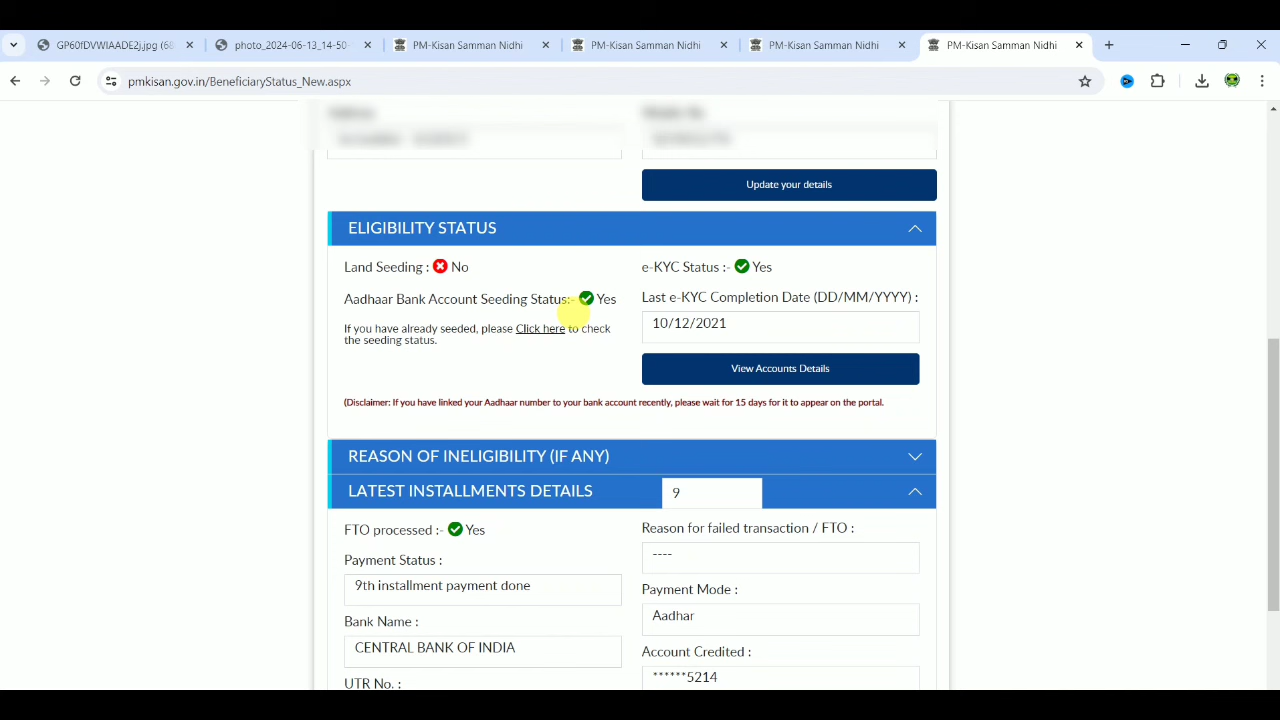 GP60fDVWIAADE2j.jpg (68
photo_2024-06-13_14-50-
PM-Kisan Samman Nidhi
PM-Kisan Samman Nidhi
PM-Kisan Samman Nidhi
PM-Kisan Samman Nidhi
pmkisan.gov.in/BeneficiaryStatus_New.aspx
Update your details
ELIGIBILITY STATUS
Land Seeding : No
e-KYC Status :- Yes
Aadhaar Bank Account Seeding Status:- Yes
Last e-KYC Completion Date (DD/MM/YYYY) :
If you have already seeded, please Click here to check
the seeding status.
10/12/2021
View Accounts Details
(Disclaimer: If you have linked your Aadhaar number to your bank account recently, please wait for 15 days for it to appear on the portal.
REASON OF INELIGIBILITY (IF ANY)
LATEST INSTALLMENTS DETAILS
9
FTO processed :- Yes
Reason for failed transaction / FTO :
----
Payment Status :
9th installment payment done
Payment Mode :
Aadhar
Bank Name :
CENTRAL BANK OF INDIA
Account Credited :
******5214
UTR No. :